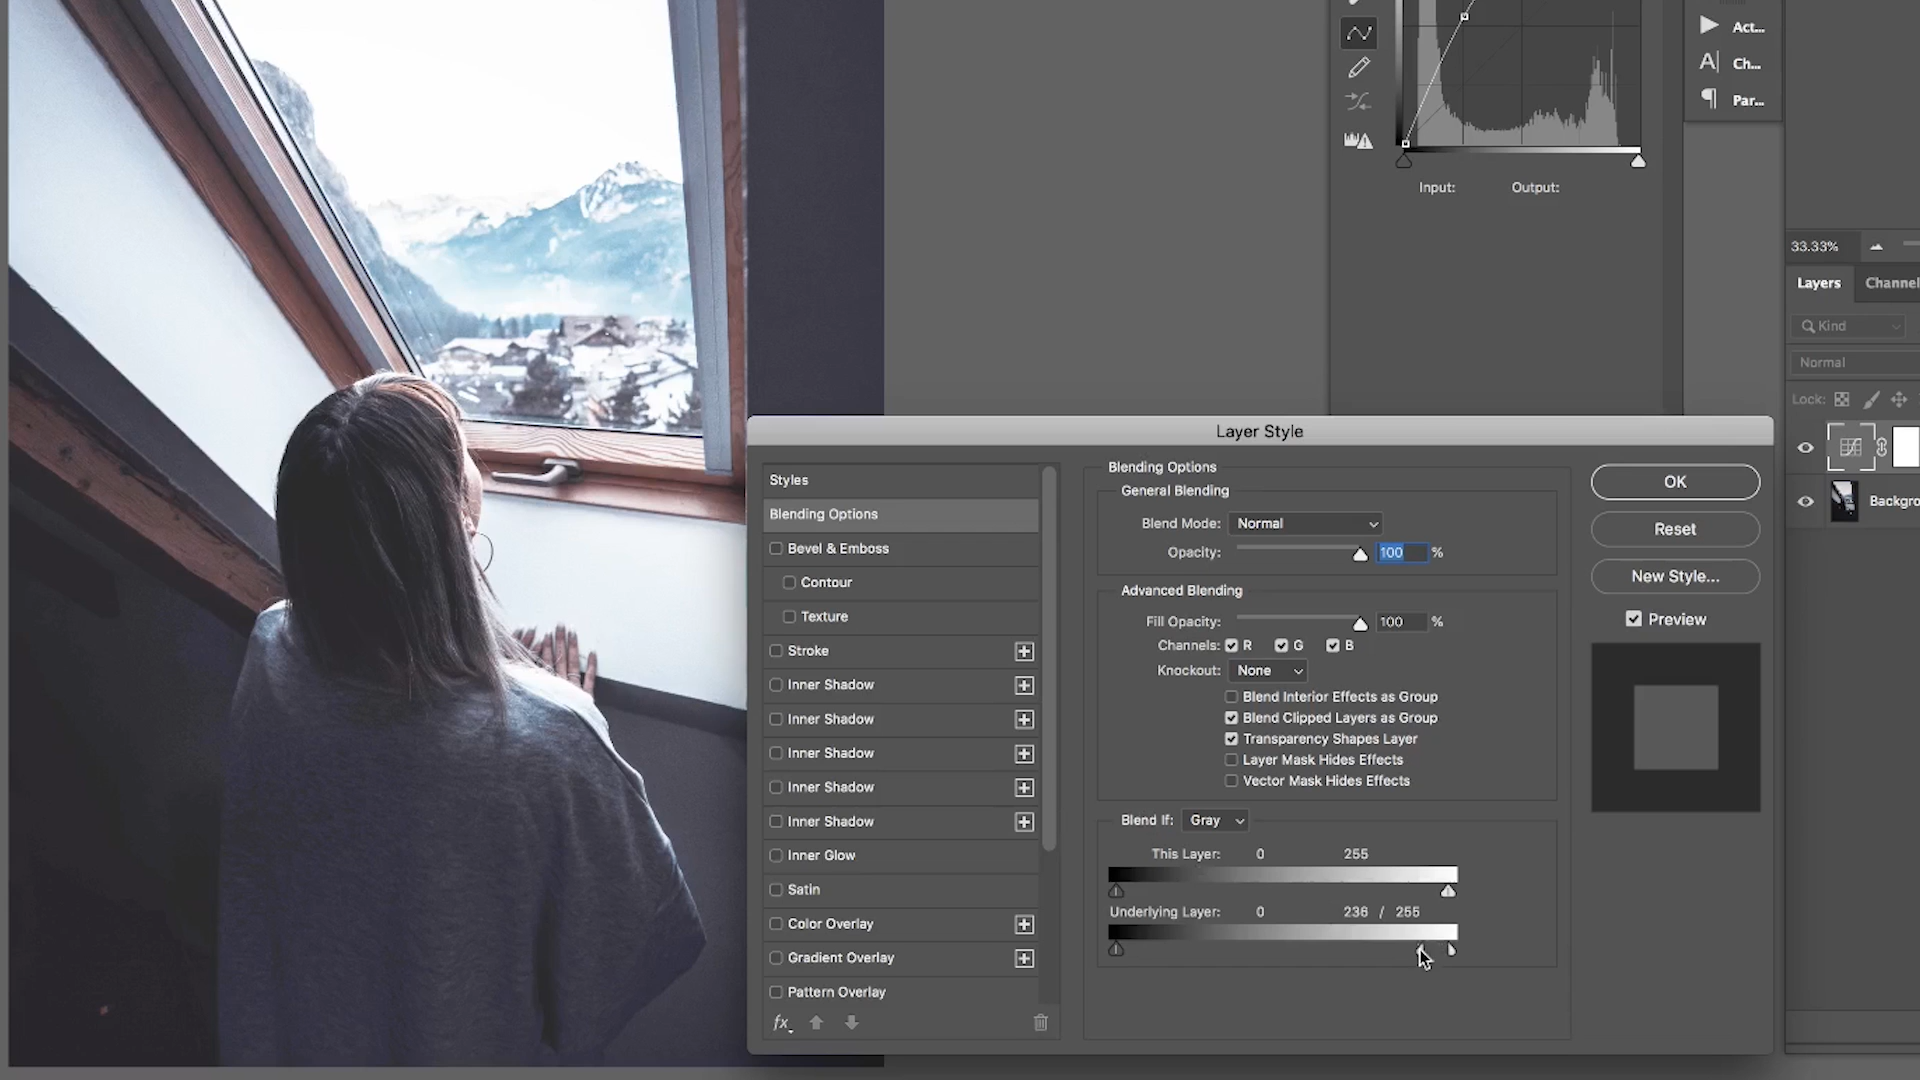 Act...
Ch...
Par...
Input: Output:
33.33%
Layers Channel
Kind
Normal
Lock:
Backgro
Layer Style
Styles
Blending Options
Bevel & Emboss
Contour
Texture
Stroke
Inner Shadow
Inner Shadow
Inner Shadow
Inner Shadow
Inner Shadow
Inner Glow
Satin
Color Overlay
Gradient Overlay
Pattern Overlay
fx
Blending Options
General Blending
Blend Mode: Normal
Opacity: 100 %
Advanced Blending
Fill Opacity: 100 %
Channels: R G B
Knockout: None
Blend Interior Effects as Group
Blend Clipped Layers as Group
Transparency Shapes Layer
Layer Mask Hides Effects
Vector Mask Hides Effects
Blend If: Gray
This Layer: 0 255
Underlying Layer: 0 236 / 255
OK
Reset
New Style...
Preview